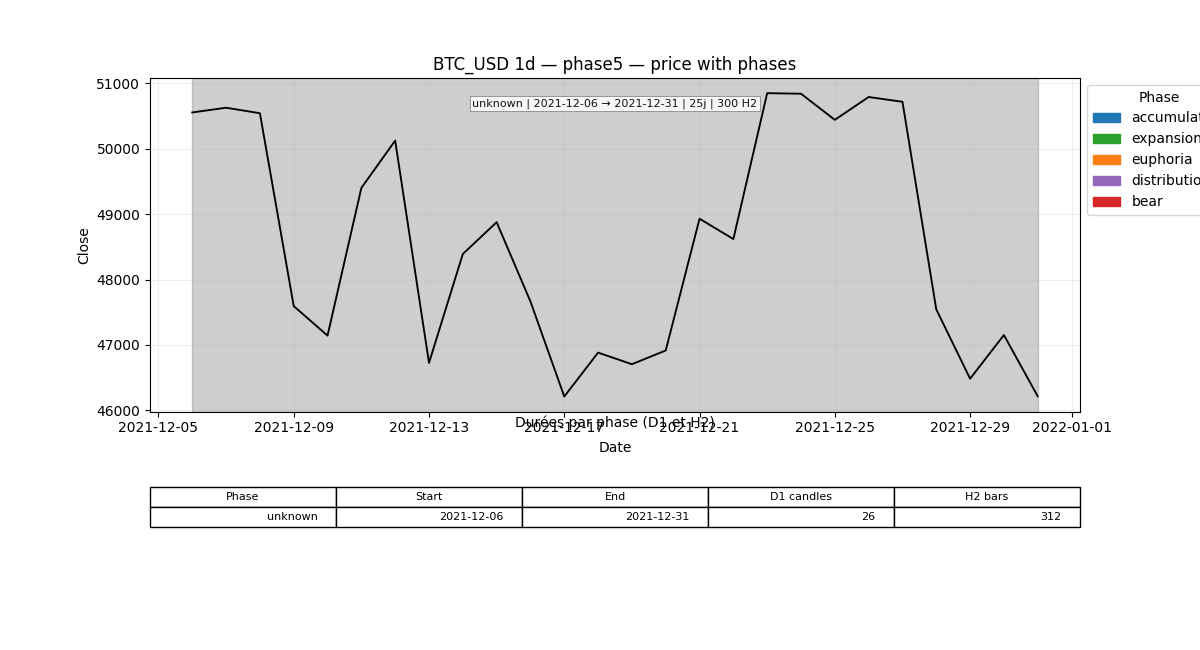 BTC_USD 1d — phase5 — price with phases
51000
50000
49000
48000
47000
46000
Close
unknown | 2021-12-06 → 2021-12-31 | 25j | 300 H2
Phase
accumulat
expansion
euphoria
distributio
bear
2021-12-05 2021-12-09 2021-12-13 2021-12-17 2021-12-21 2021-12-25 2021-12-29 2022-01-01
Durées par phase (D1 et H2)
Date
Phase Start End D1 candles H2 bars
unknown 2021-12-06 2021-12-31 26 312